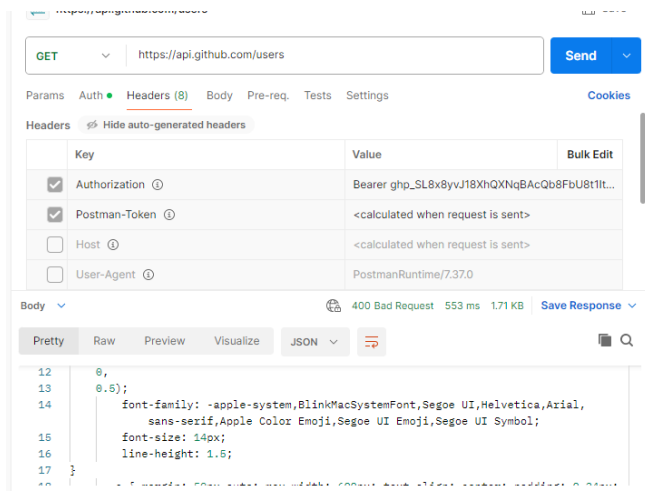 GET https://api.github.com/users Send
Params Auth Headers (8) Body Pre-req. Tests Settings Cookies
Headers Hide auto-generated headers
Key Value Bulk Edit
Authorization Bearer ghp_SL8x8yvJ18XhQXNqBAcQb8FbU8t1lt...
Postman-Token <calculated when request is sent>
Host <calculated when request is sent>
User-Agent PostmanRuntime/7.37.0
Body 400 Bad Request 553 ms 1.71 KB Save Response
Pretty Raw Preview Visualize JSON
12 0,
13 0.5);
14 font-family: -apple-system,BlinkMacSystemFont,Segoe UI,Helvetica,Arial,
sans-serif,Apple Color Emoji,Segoe UI Emoji,Segoe UI Symbol;
15 font-size: 14px;
16 line-height: 1.5;
17 }